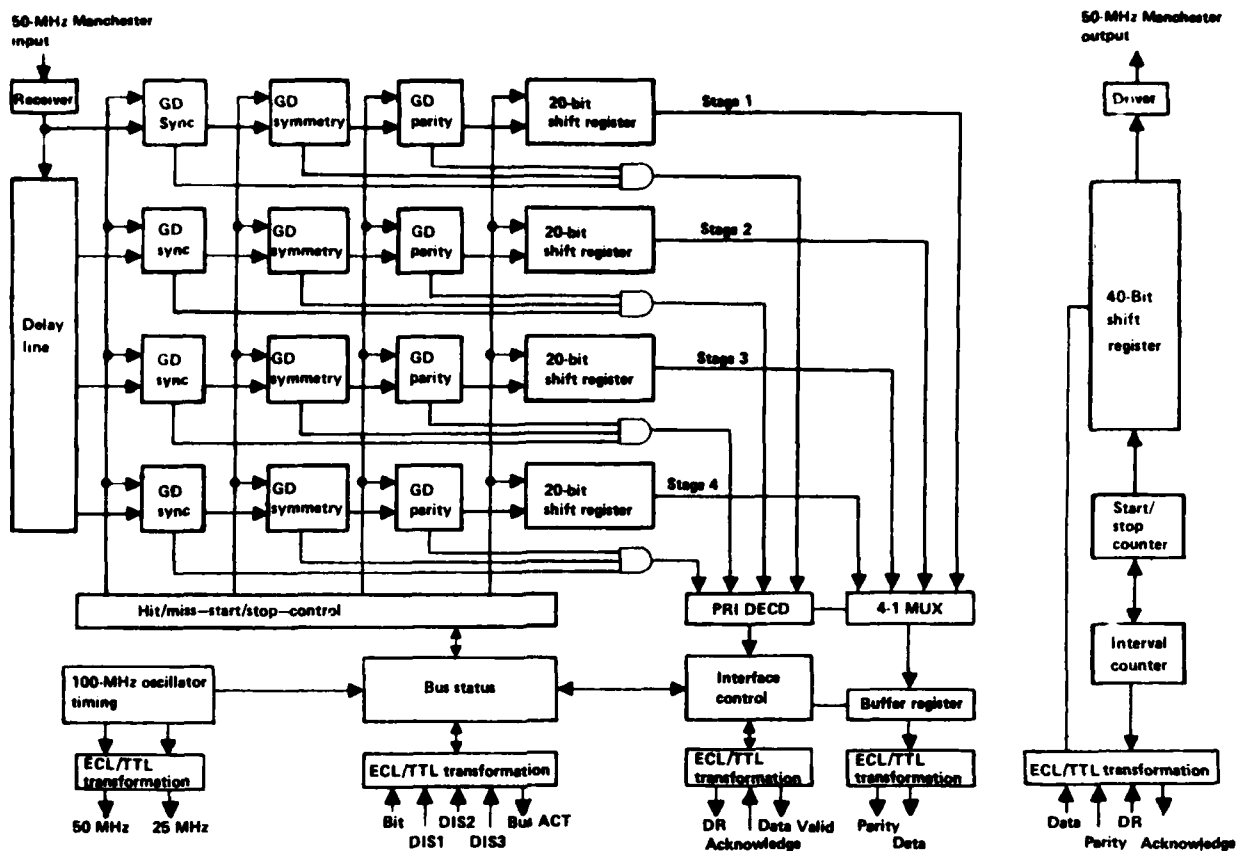 50-MHz Manchester
input
Receiver
GD
Sync
GD
symmetry
GD
parity
20-bit
shift register
Stage 1
GD
sync
GD
symmetry
GD
parity
20-bit
shift register
Stage 2
Delay
line
GD
sync
GD
symmetry
GD
parity
20-bit
shift register
Stage 3
GD
sync
GD
symmetry
GD
parity
20-bit
shift register
Stage 4
Hit/miss—start/stop—control
PRI DECD
4-1 MUX
100-MHz oscillator
timing
Bus status
Interface
control
Buffer register
ECL/TTL
transformation
50 MHz
25 MHz
ECL/TTL transformation
Bit
DIS1
DIS2
DIS3
Bus ACT
ECL/TTL
transformation
DR
Acknowledge
Data Valid
ECL/TTL
transformation
Parity
Data
50-MHz Manchester
output
Driver
40-Bit
shift
register
Start/
stop
counter
Interval
counter
ECL/TTL transformation
Data
Parity
DR
Acknowledge